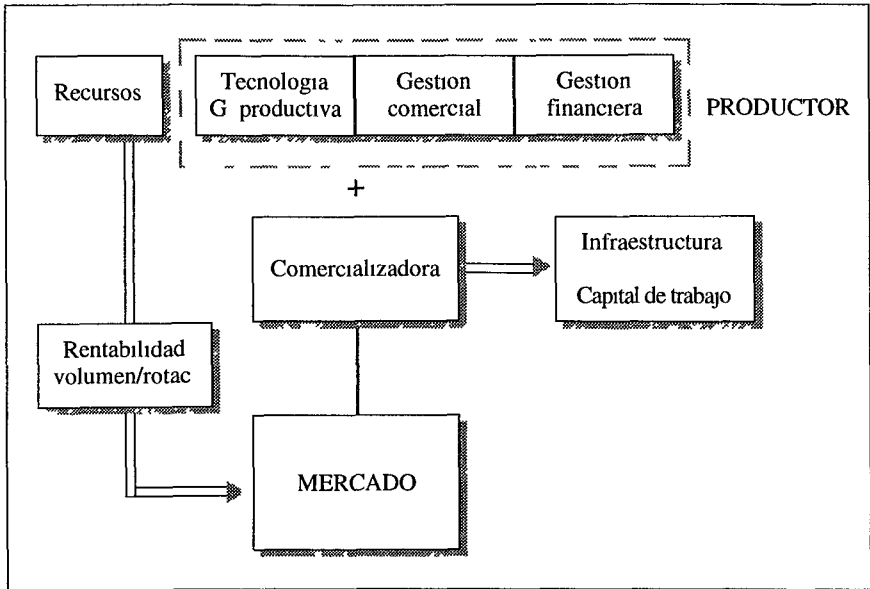 Recursos
Tecnologia
G productiva
Gestion
comercial
Gestion
financiera
PRODUCTOR
+
Comercializadora
Infraestructura
Capital de trabajo
Rentabilidad
volumen/rotac
MERCADO